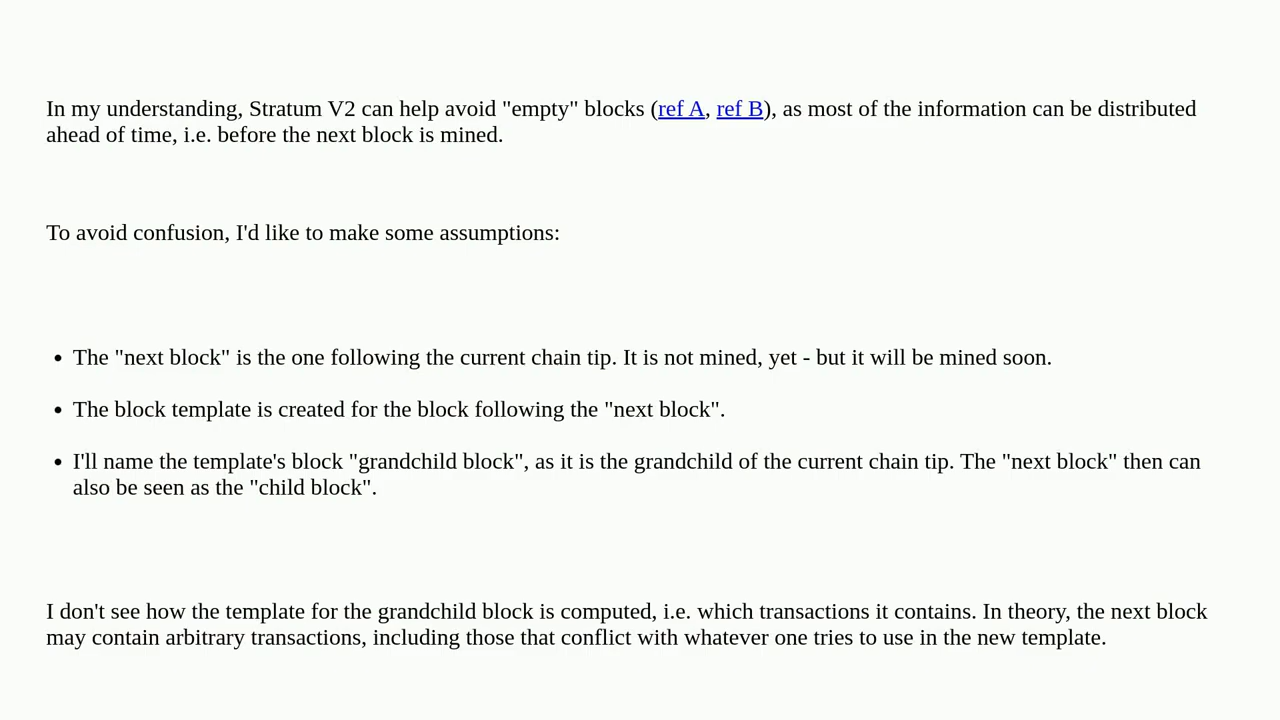 In my understanding, Stratum V2 can help avoid "empty" blocks (ref A, ref B), as most of the information can be distributed
ahead of time, i.e. before the next block is mined.
To avoid confusion, I'd like to make some assumptions:
• The "next block" is the one following the current chain tip. It is not mined, yet - but it will be mined soon.
• The block template is created for the block following the "next block".
• I'll name the template's block "grandchild block", as it is the grandchild of the current chain tip. The "next block" then can
also be seen as the "child block".
I don't see how the template for the grandchild block is computed, i.e. which transactions it contains. In theory, the next block
may contain arbitrary transactions, including those that conflict with whatever one tries to use in the new template.